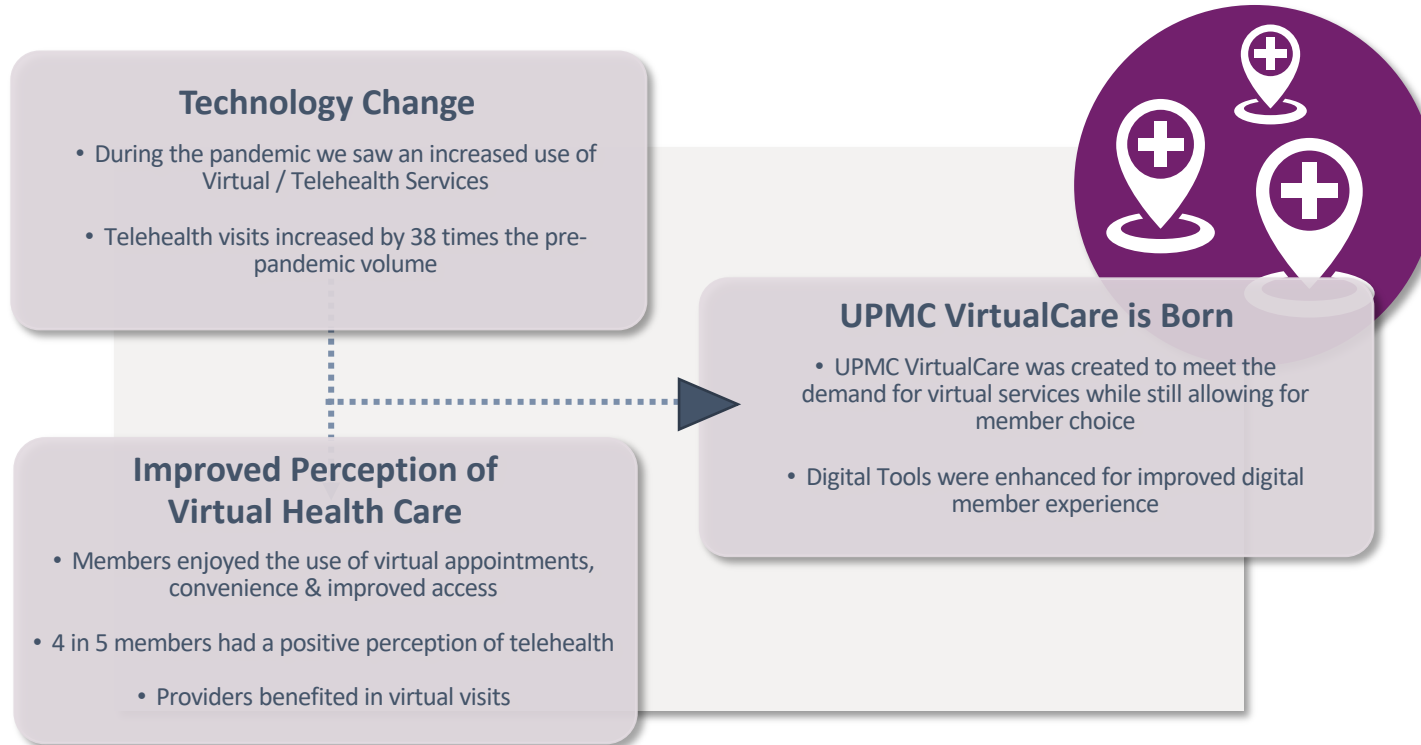 Technology Change
• During the pandemic we saw an increased use of
Virtual / Telehealth Services
• Telehealth visits increased by 38 times the pre-
pandemic volume
Improved Perception of
Virtual Health Care
• Members enjoyed the use of virtual appointments,
convenience & improved access
• 4 in 5 members had a positive perception of telehealth
• Providers benefited in virtual visits
UPMC VirtualCare is Born
• UPMC VirtualCare was created to meet the
demand for virtual services while still allowing for
member choice
• Digital Tools were enhanced for improved digital
member experience